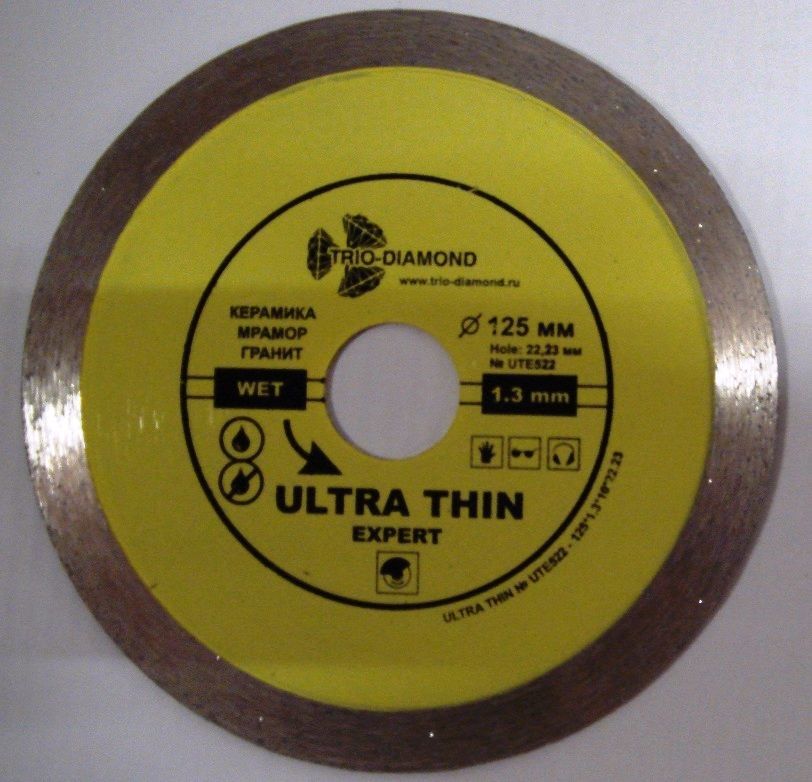 TRIO-DIAMOND
www.trio-diamond.ru
КЕРАМИКА
МРАМОР
ГРАНИТ
WET
Ø 125 мм
Hole: 22,23 мм
№ UTE522
1.3 mm
ULTRA THIN
EXPERT
ULTRA THIN № UTE522 - 125*1.3*10*22.23